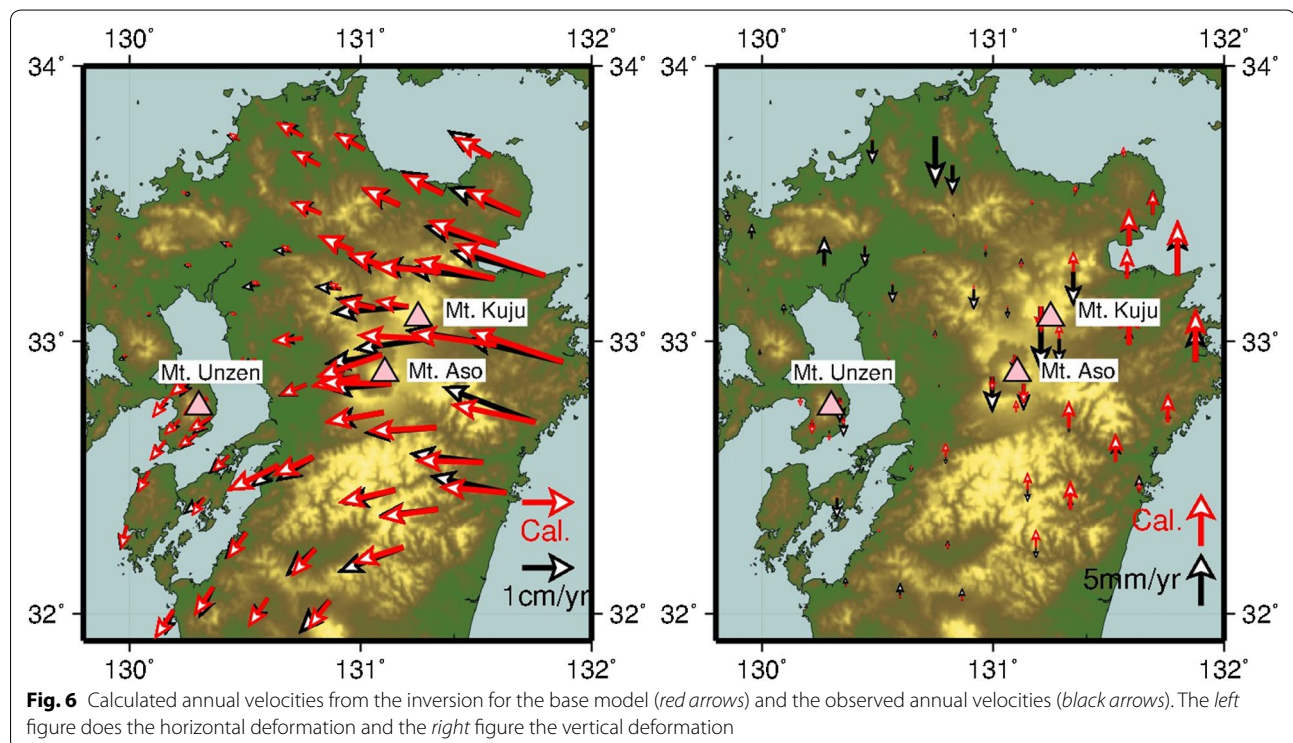 130° 131° 132° 130° 131° 132°
34° 34° 34°
Mt. Kuju Mt. Kuju
33° 33° 33°
Mt. Unzen Mt. Aso Mt. Unzen Mt. Aso
Cal. Cal.
1cm/yr 5mm/yr
32° 32° 32°
130° 131° 132° 130° 131° 132°
Fig. 6 Calculated annual velocities from the inversion for the base model (red arrows) and the observed annual velocities (black arrows). The left
figure does the horizontal deformation and the right figure the vertical deformation